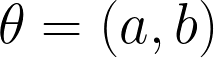 θ = (a, b)